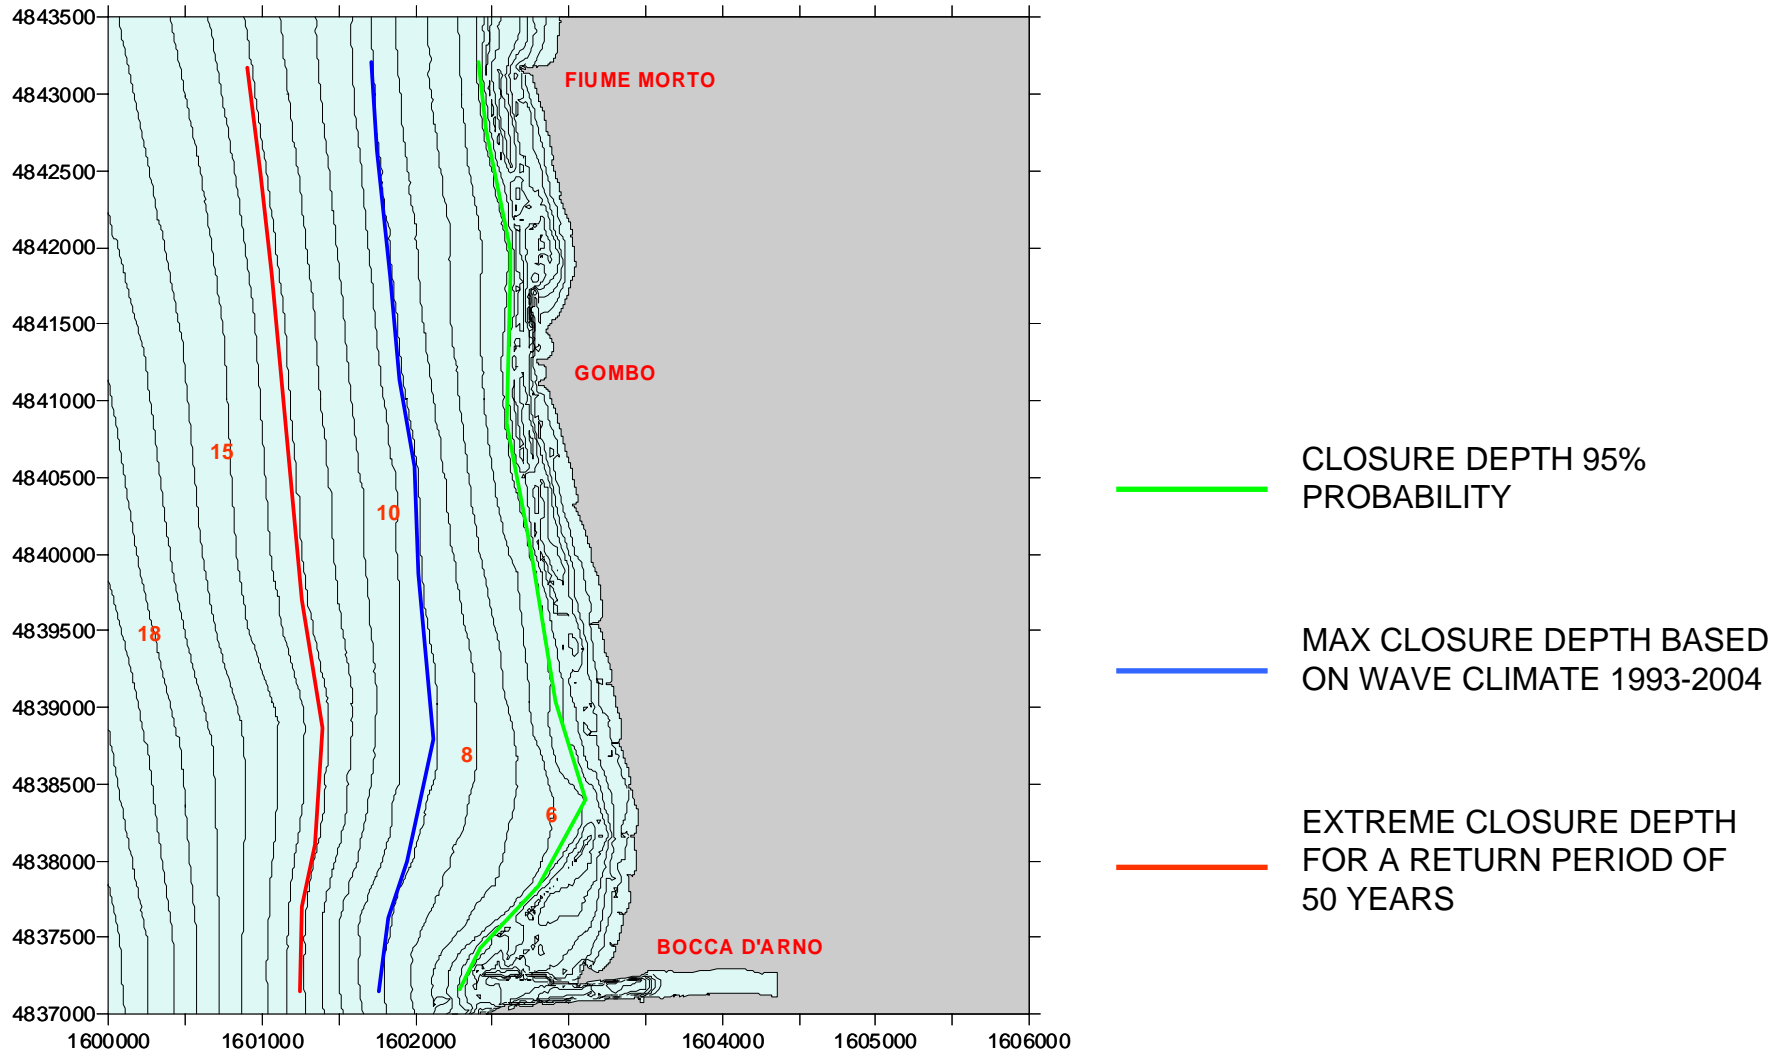 4843500
4843000
4842500
4842000
4841500
4841000
4840500
4840000
4839500
4839000
4838500
4838000
4837500
4837000
1600000
1601000
1602000
1603000
1604000
1605000
1606000
FIUME MORTO
GOMBO
BOCCA D'ARNO
15
10
18
8
6
CLOSURE DEPTH 95%
PROBABILITY
MAX CLOSURE DEPTH BASED
ON WAVE CLIMATE 1993-2004
EXTREME CLOSURE DEPTH
FOR A RETURN PERIOD OF
50 YEARS